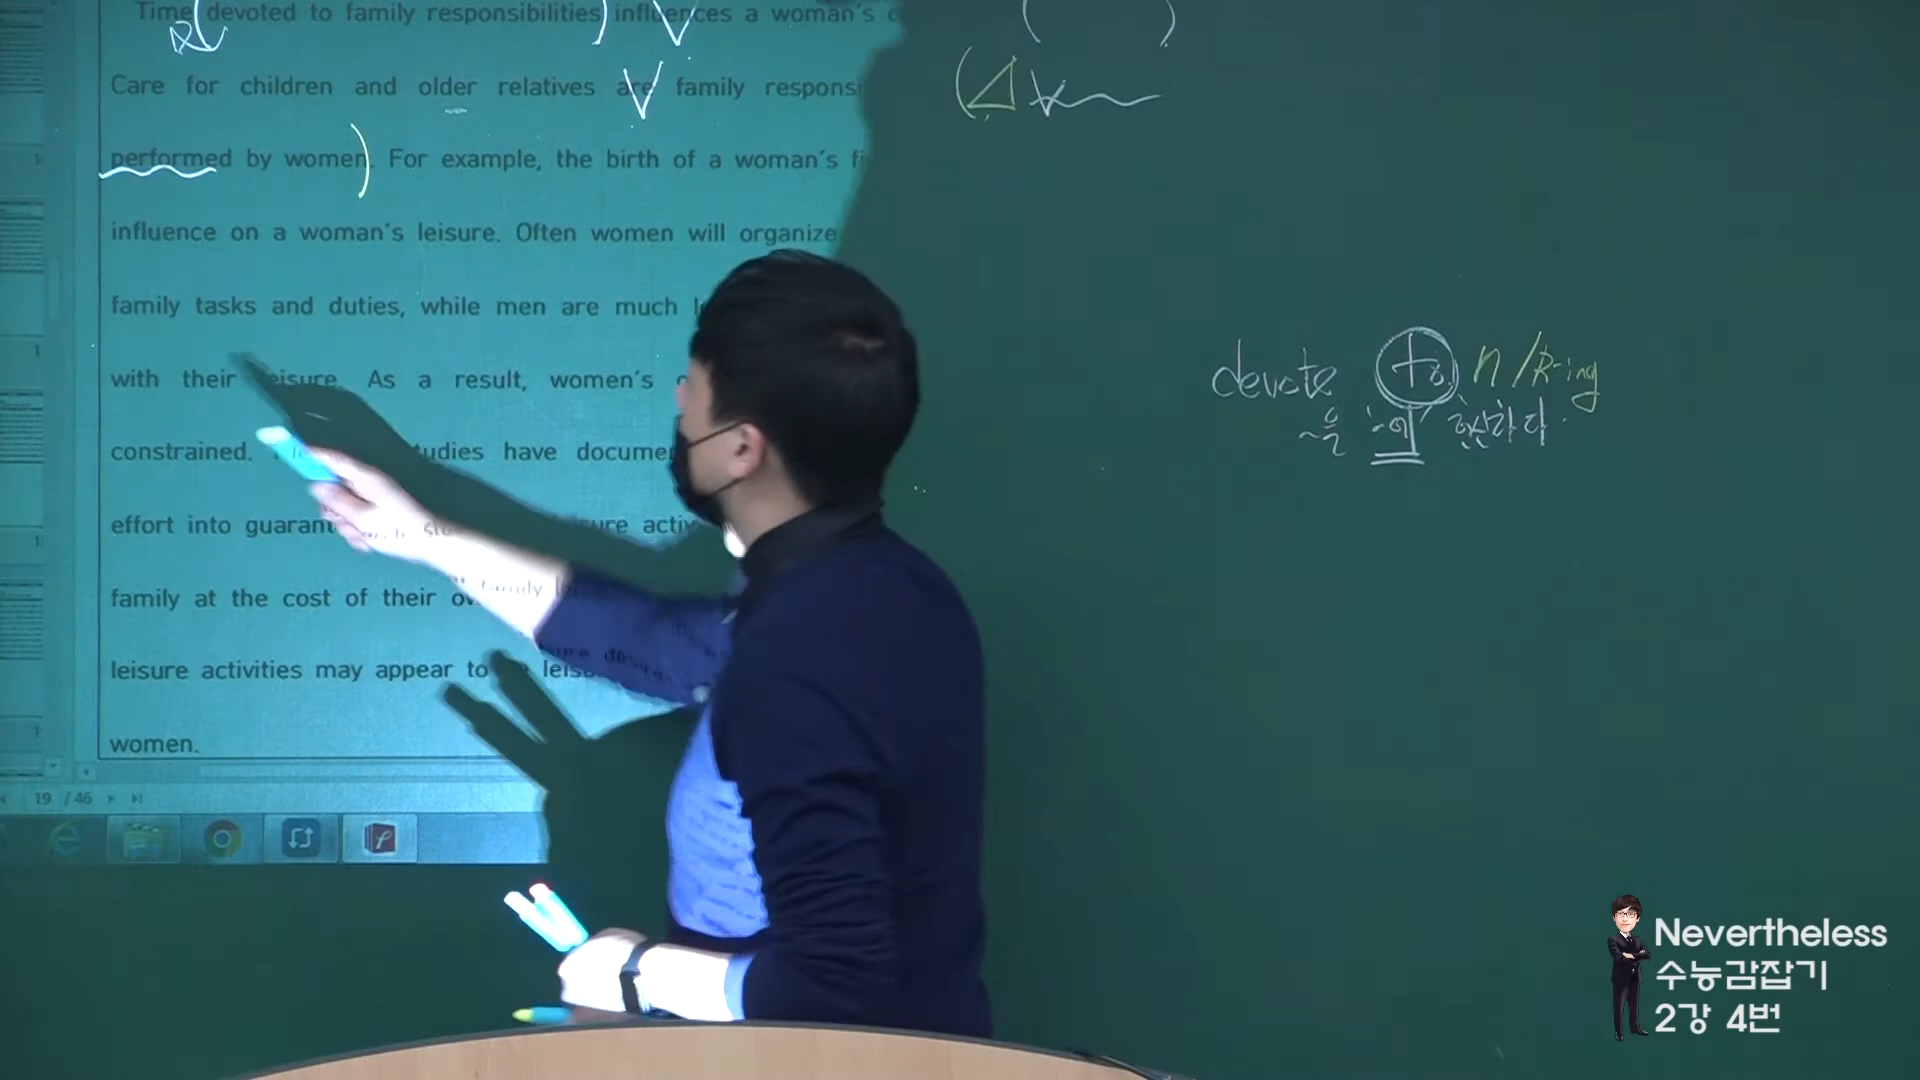 Time devoted to family responsibilities influences a woman's
Care for children and older relatives are family
performed by women. For example, the birth of a woman's
influence on a woman's leisure. Often women will organize
family tasks and duties, while men are much
with their leisure. As a result, women's
constrained. studies have
effort into
family at the cost of their
leisure activities may appear to
women.
19 / 46
devote to n / R-ing
~을 ~에 헌신하다.
Nevertheless
수능감잡기
2강 4번